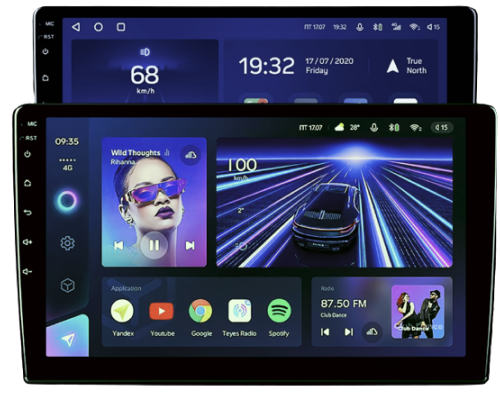 MIC
RST
ПТ 17.07 19:32 15
68
km/h
19:32
17 / 07 / 2020
Friday
True
North
MIC
RST
09:35
4G
ПТ 17.07 28° 15
Wild Thoughts
Rihanna
100
km/h
2°
Application
Yandex
Youtube
Google
Teyes Radio
Spotify
Radio
87.50 FM
Club Dance
Club Dance